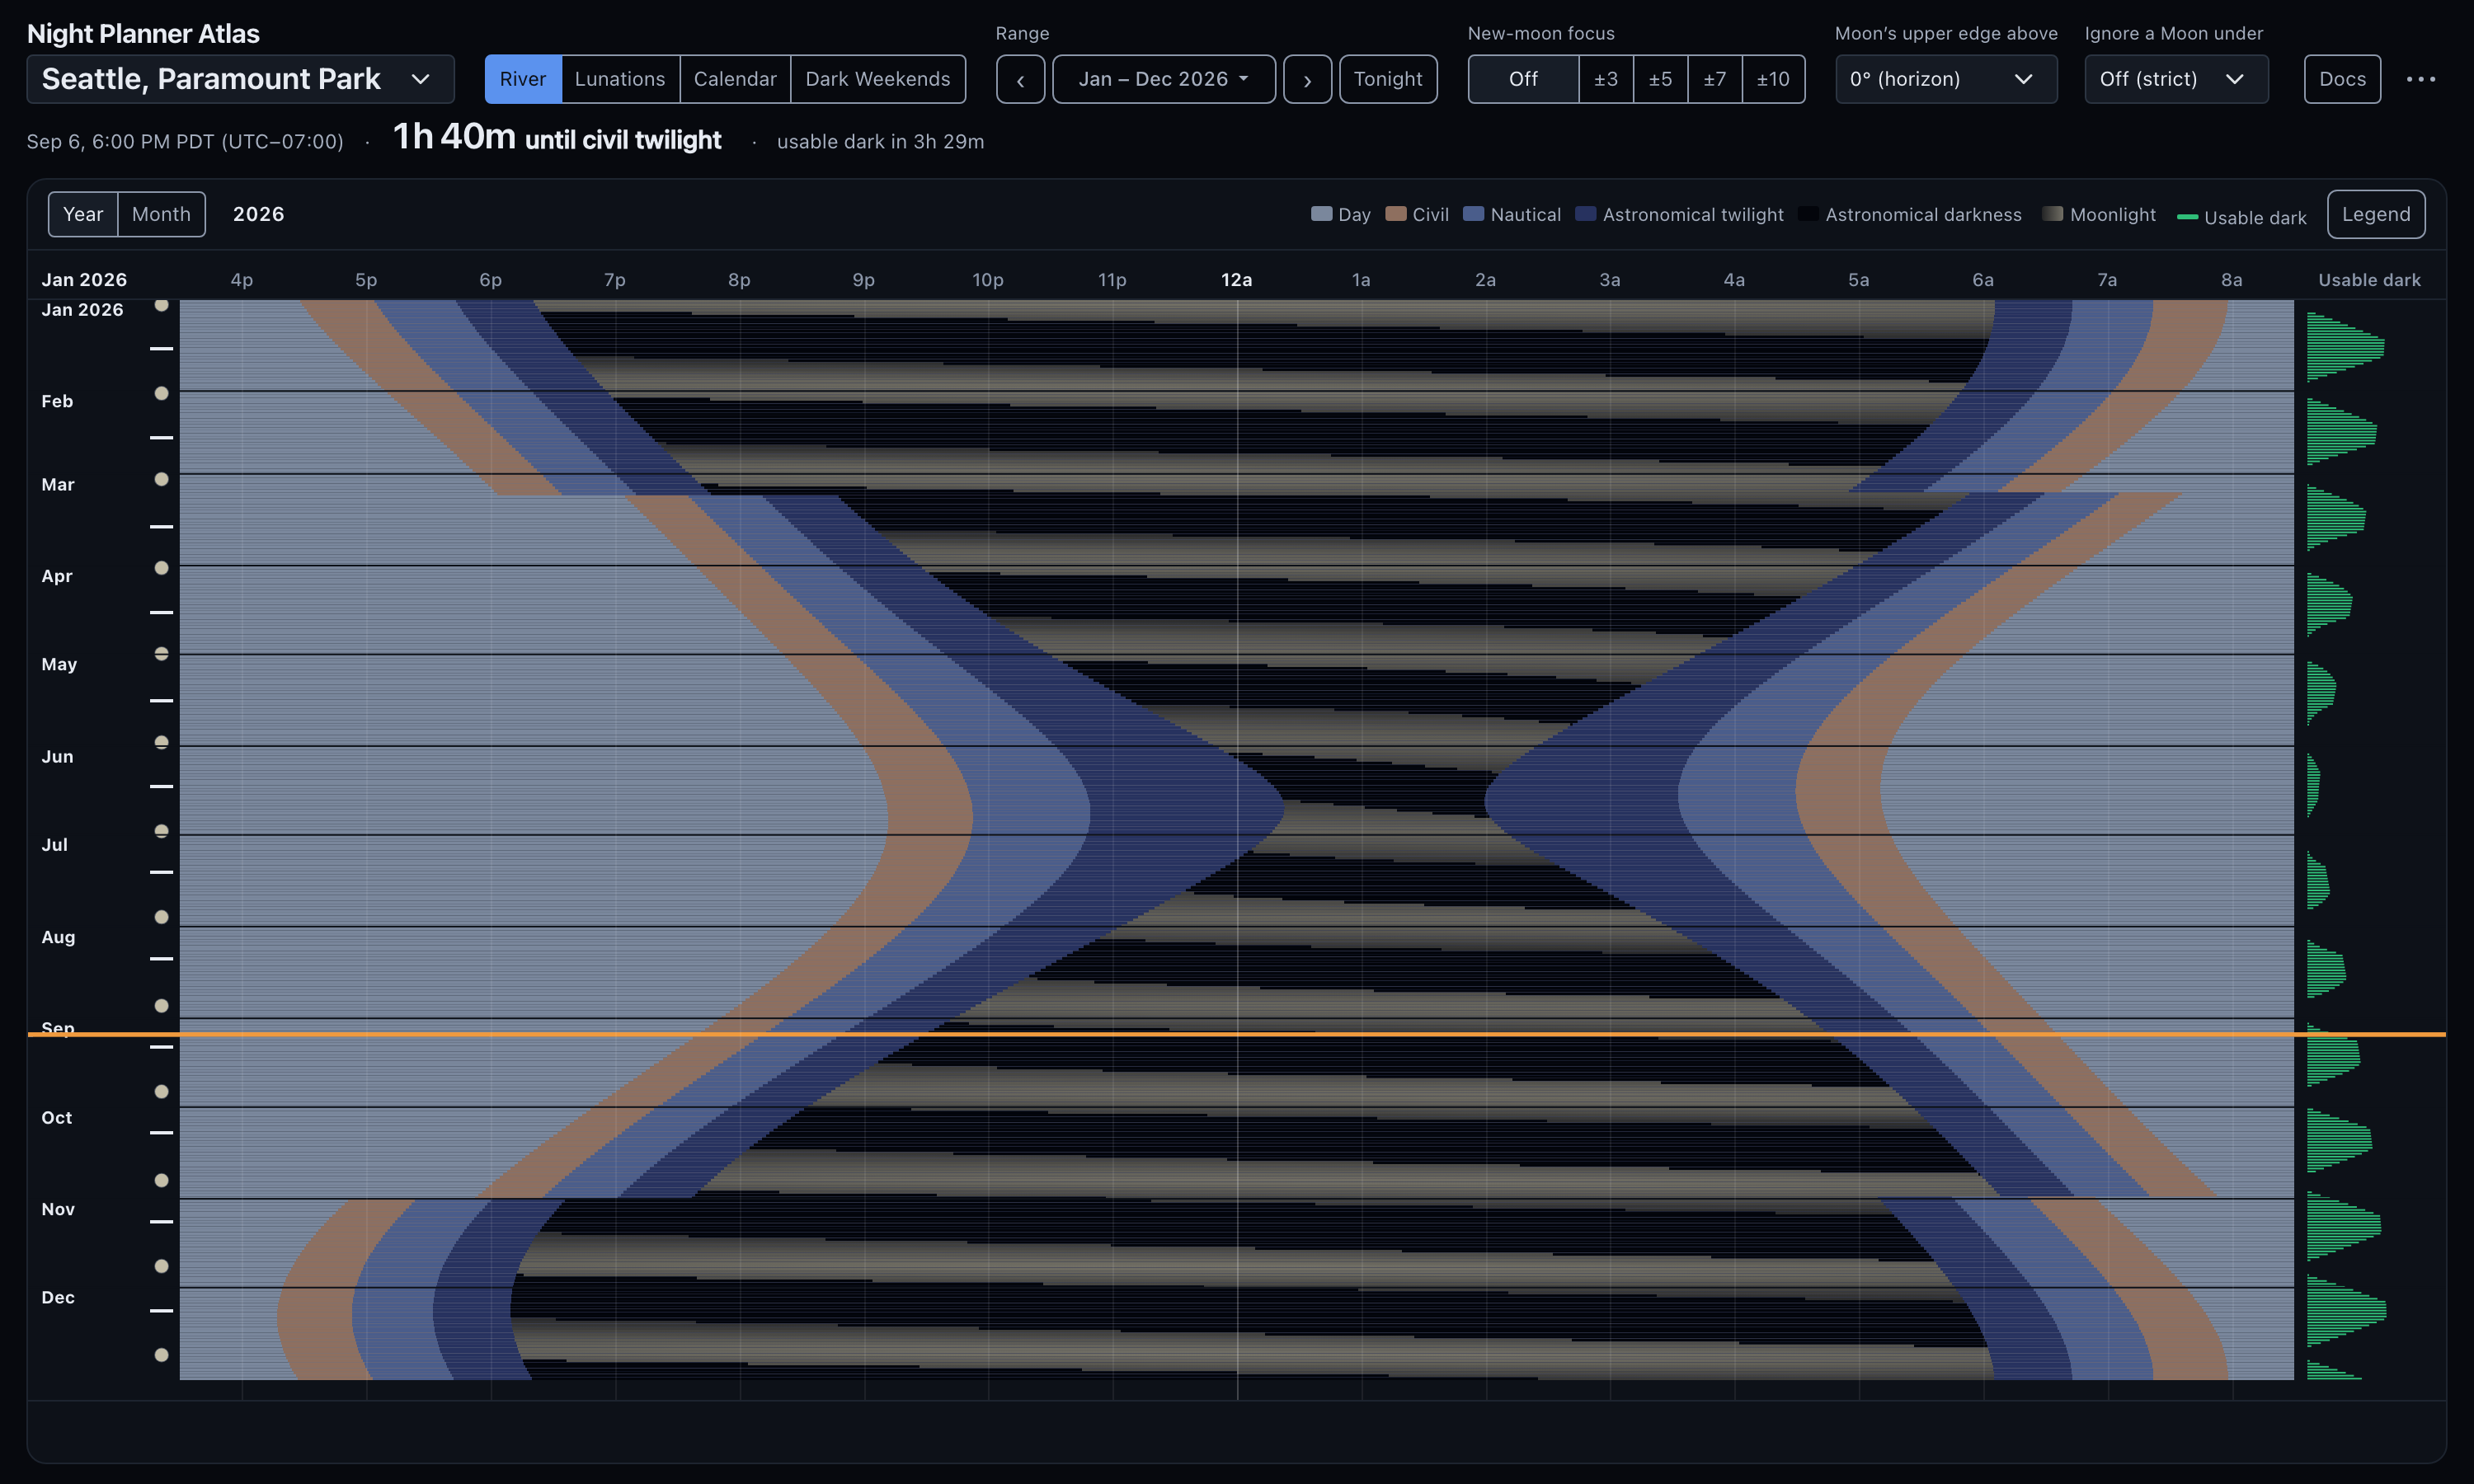 Night Planner Atlas
Range
New-moon focus
Moon’s upper edge above
Ignore a Moon under
Seattle, Paramount Park
River
Lunations
Calendar
Dark Weekends
‹
Jan – Dec 2026
›
Tonight
Off
±3
±5
±7
±10
0° (horizon)
Off (strict)
Docs
Sep 6, 6:00 PM PDT (UTC−07:00) · 1h 40m until civil twilight · usable dark in 3h 29m
Year
Month
2026
Day
Civil
Nautical
Astronomical twilight
Astronomical darkness
Moonlight
Usable dark
Legend
Jan 2026
4p
5p
6p
7p
8p
9p
10p
11p
12a
1a
2a
3a
4a
5a
6a
7a
8a
Usable dark
Jan 2026
Feb
Mar
Apr
May
Jun
Jul
Aug
Sep
Oct
Nov
Dec